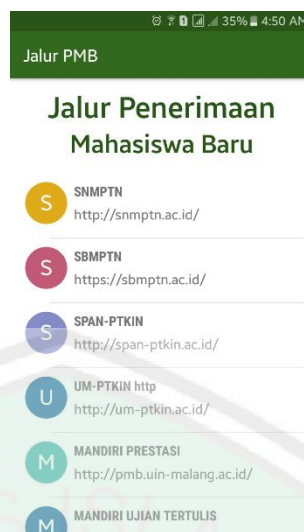 35% 4:50 AM
Jalur PMB
Jalur Penerimaan
Mahasiswa Baru
S
SNMPTN
http://snmptn.ac.id/
S
SBMPTN
https://sbmptn.ac.id/
S
SPAN-PTKIN
http://span-ptkin.ac.id/
U
UM-PTKIN http
http://um-ptkin.ac.id/
M
MANDIRI PRESTASI
http://pmb.uin-malang.ac.id/
M
MANDIRI UJIAN TERTULIS